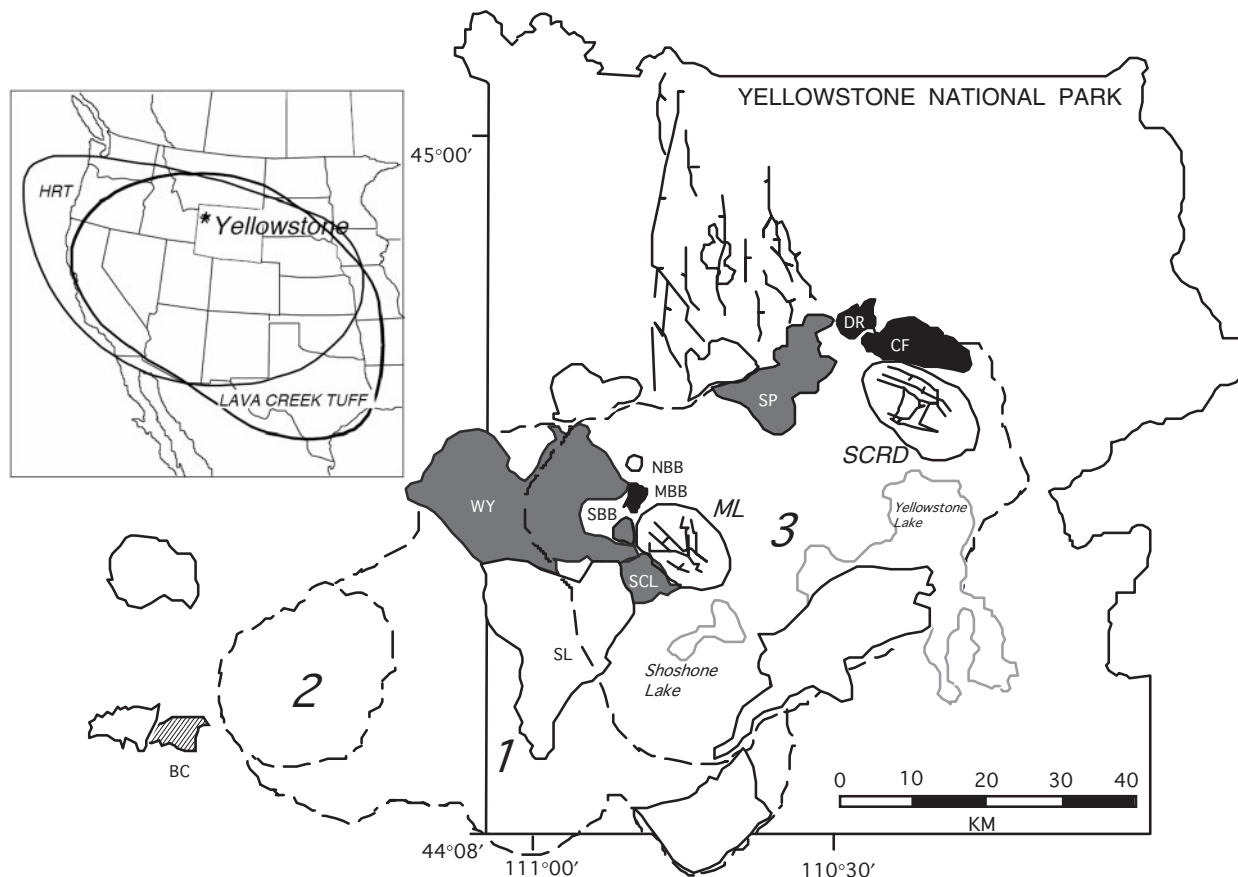 YELLOWSTONE NATIONAL PARK
45°00′
HRT
*Yellowstone
LAVA CREEK TUFF
DR
CF
SP
SCRD
NBB
WY
MBB
SBB
ML
Yellowstone
Lake
3
SCL
SL
Shoshone
Lake
2
1
BC
0 10 20 30 40
KM
44°08′
111°00′
110°30′